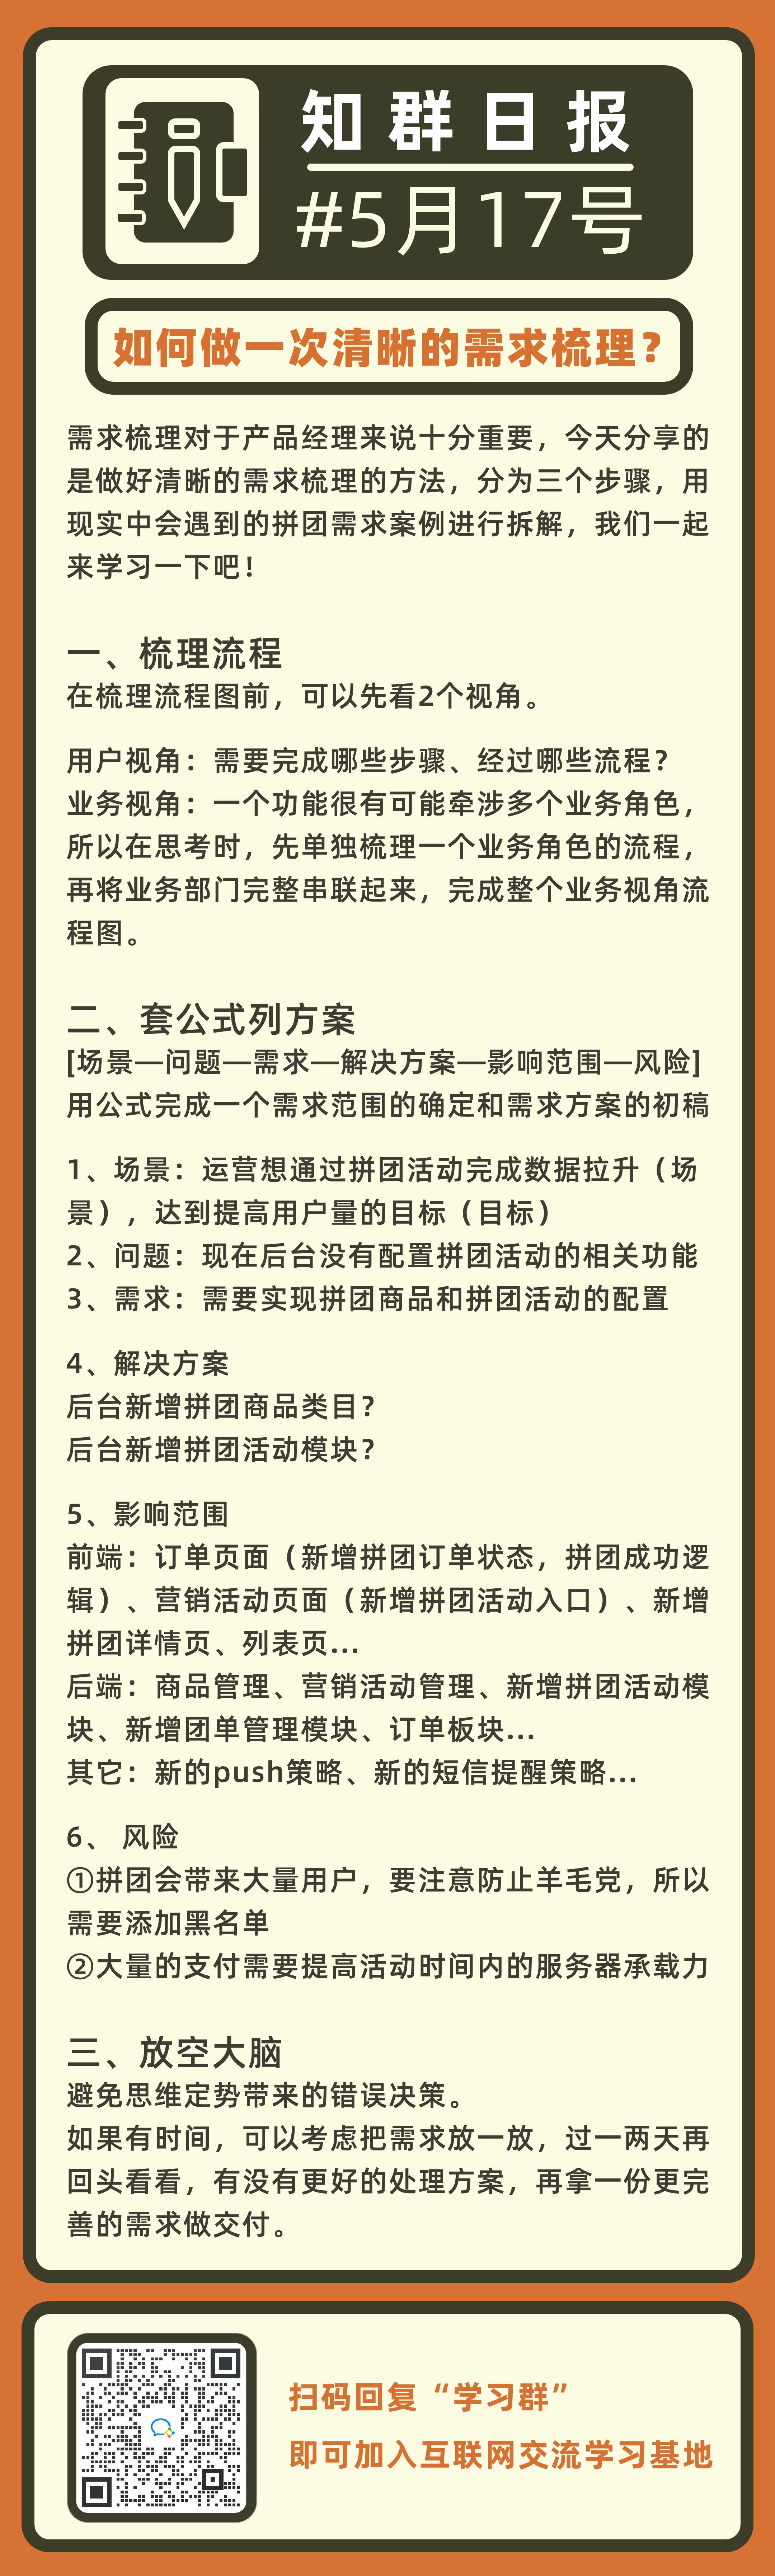 知群日报
#5月17号
如何做一次清晰的需求梳理？
需求梳理对于产品经理来说十分重要，今天分享的
是做好清晰的需求梳理的方法，分为三个步骤，用
现实中会遇到的拼团需求案例进行拆解，我们一起
来学习一下吧！
一、梳理流程
在梳理流程图前，可以先看2个视角。
用户视角：需要完成哪些步骤、经过哪些流程？
业务视角：一个功能很有可能牵涉多个业务角色，
所以在思考时，先单独梳理一个业务角色的流程，
再将业务部门完整串联起来，完成整个业务视角流
程图。
二、套公式列方案
[场景—问题—需求—解决方案—影响范围—风险]
用公式完成一个需求范围的确定和需求方案的初稿
1、场景：运营想通过拼团活动完成数据拉升（场
景），达到提高用户量的目标（目标）
2、问题：现在后台没有配置拼团活动的相关功能
3、需求：需要实现拼团商品和拼团活动的配置
4、解决方案
后台新增拼团商品类目？
后台新增拼团活动模块？
5、影响范围
前端：订单页面（新增拼团订单状态，拼团成功逻
辑）、营销活动页面（新增拼团活动入口）、新增
拼团详情页、列表页...
后端：商品管理、营销活动管理、新增拼团活动模
块、新增团单管理模块、订单板块...
其它：新的push策略、新的短信提醒策略...
6、 风险
①拼团会带来大量用户，要注意防止羊毛党，所以
需要添加黑名单
②大量的支付需要提高活动时间内的服务器承载力
三、放空大脑
避免思维定势带来的错误决策。
如果有时间，可以考虑把需求放一放，过一两天再
回头看看，有没有更好的处理方案，再拿一份更完
善的需求做交付。
扫码回复“学习群”
即可加入互联网交流学习基地